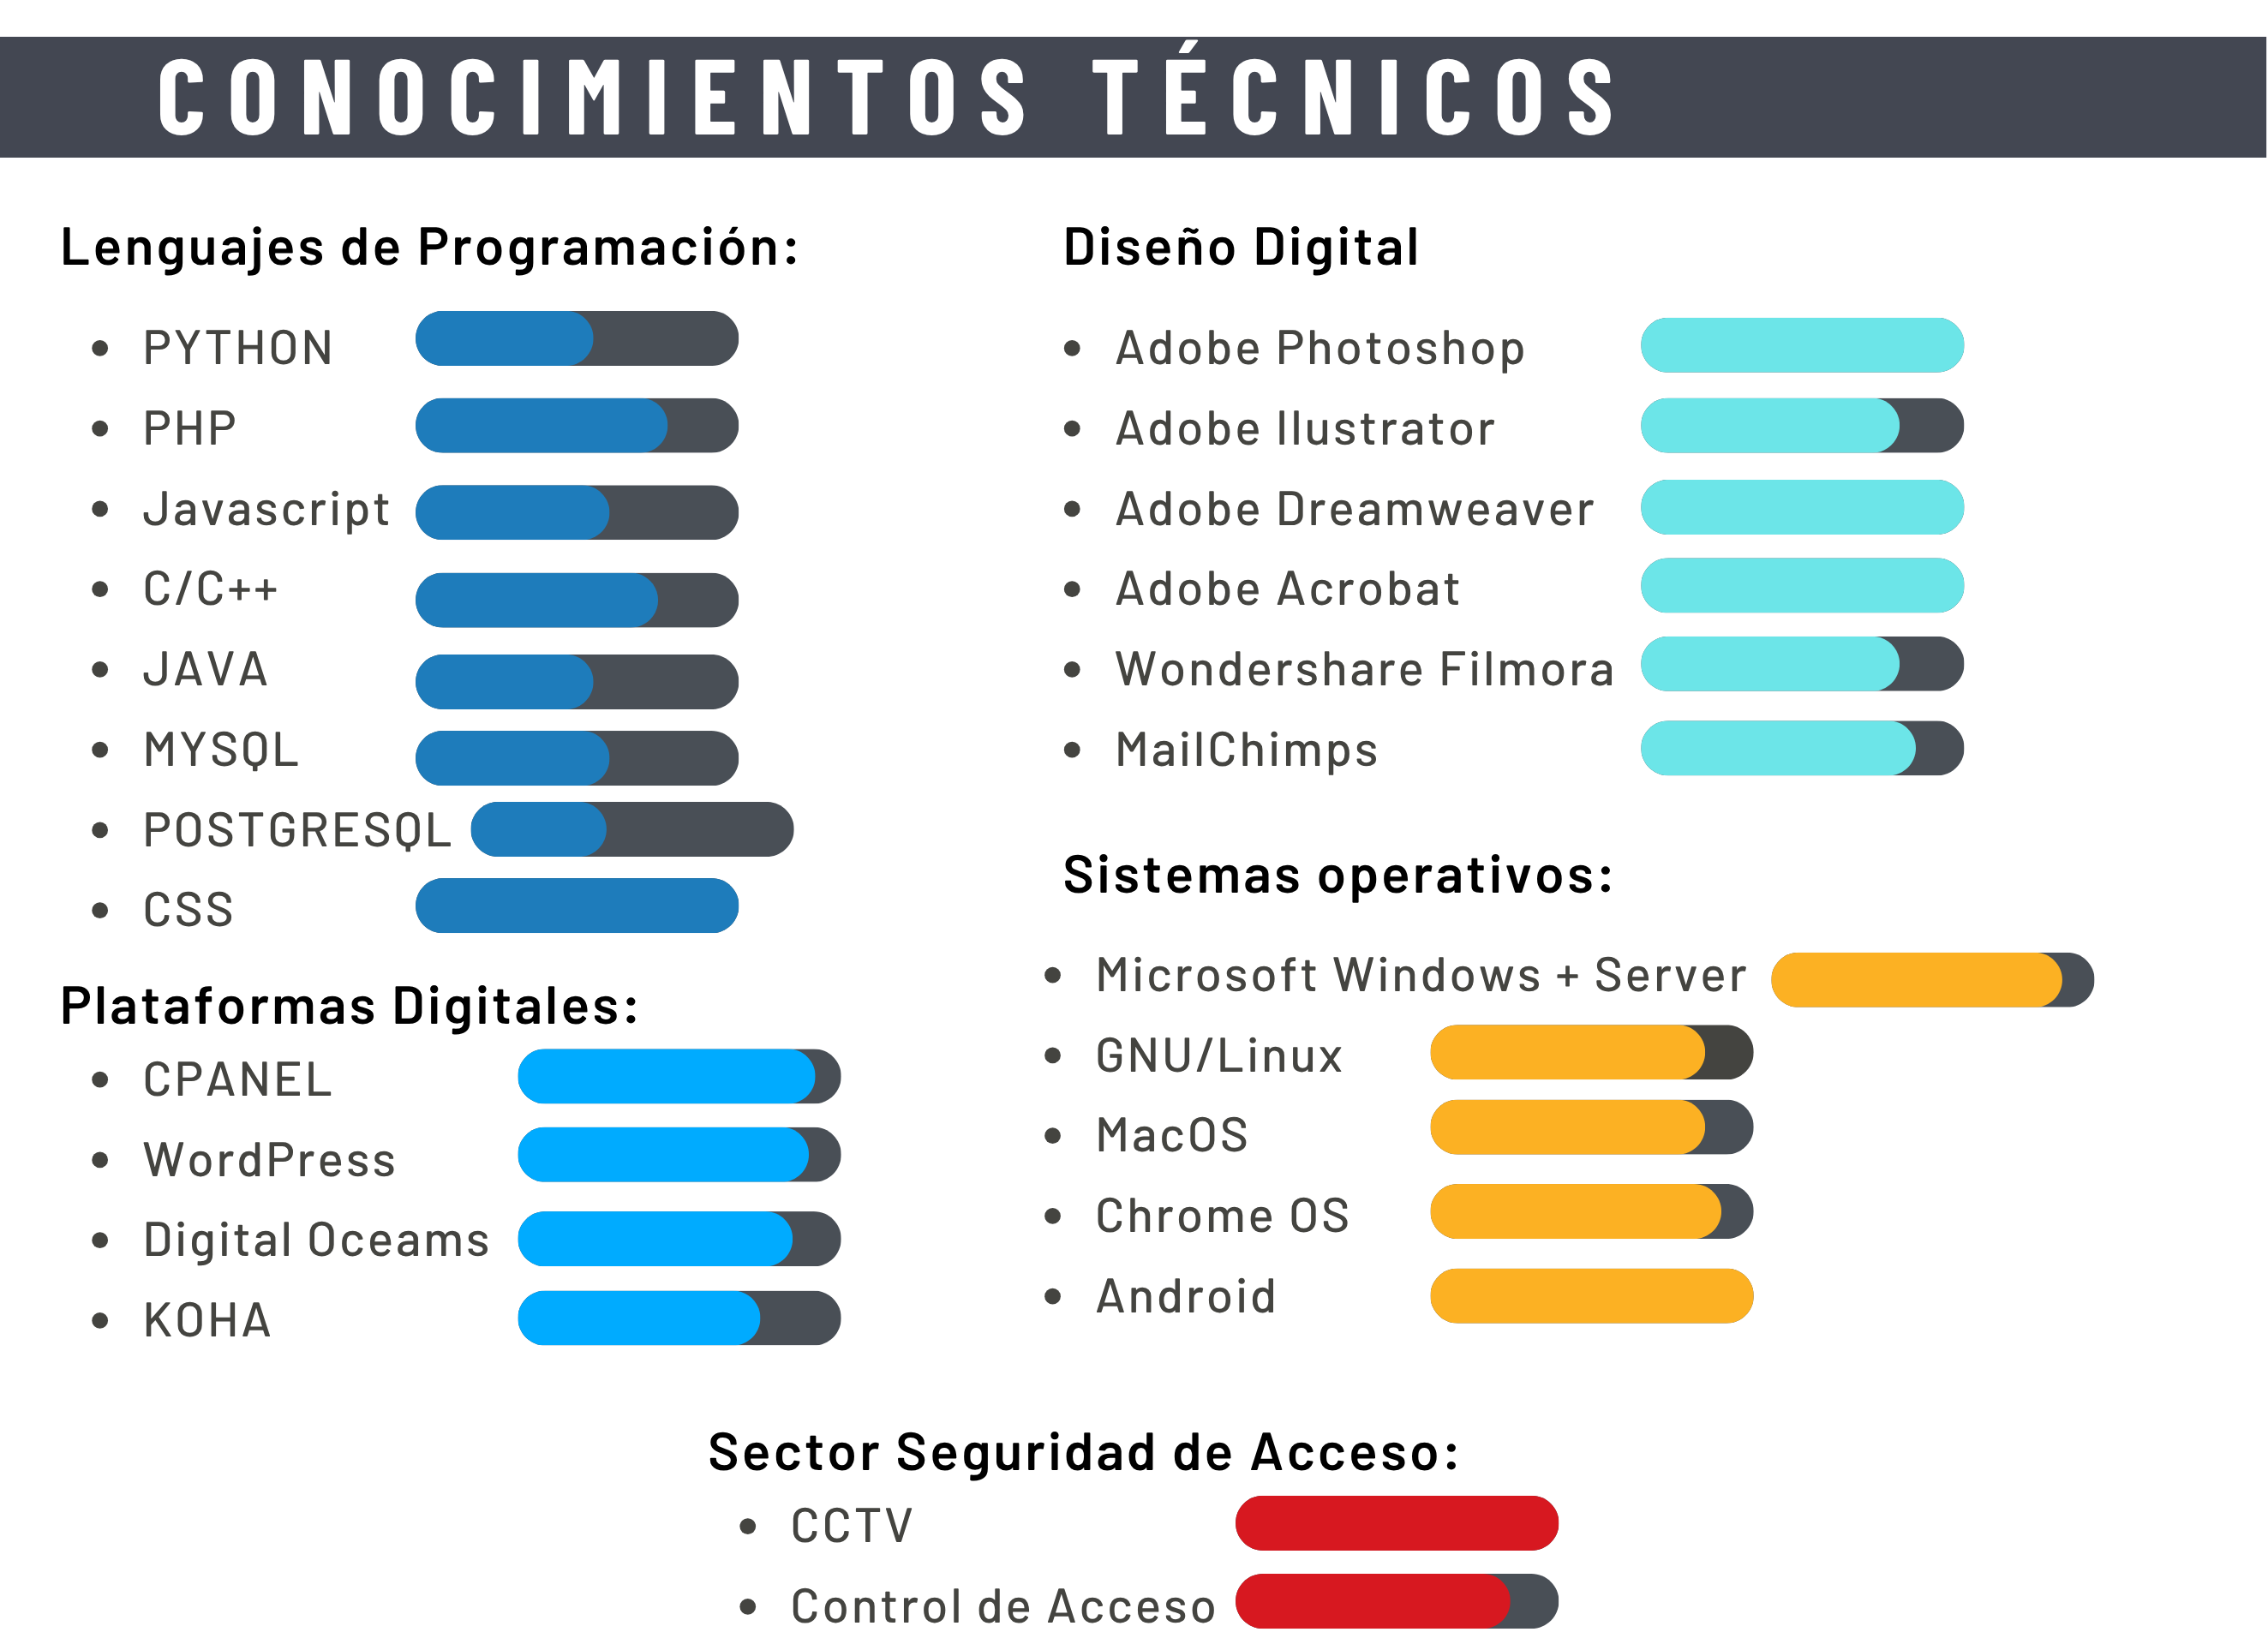 CONOCIMIENTOS TÉCNICOS
Lenguajes de Programación:
PYTHON
PHP
Javascript
C/C++
JAVA
MYSQL
POSTGRESQL
CSS
Plataformas Digitales:
CPANEL
WordPress
Digital Oceams
KOHA
Diseño Digital
Adobe Photoshop
Adobe Ilustrator
Adobe Dreamweaver
Adobe Acrobat
Wondershare Filmora
MailChimps
Sistemas operativos:
Microsoft Windows + Server
GNU/Linux
MacOS
Chrome OS
Android
Sector Seguridad de Acceso:
CCTV
Control de Acceso